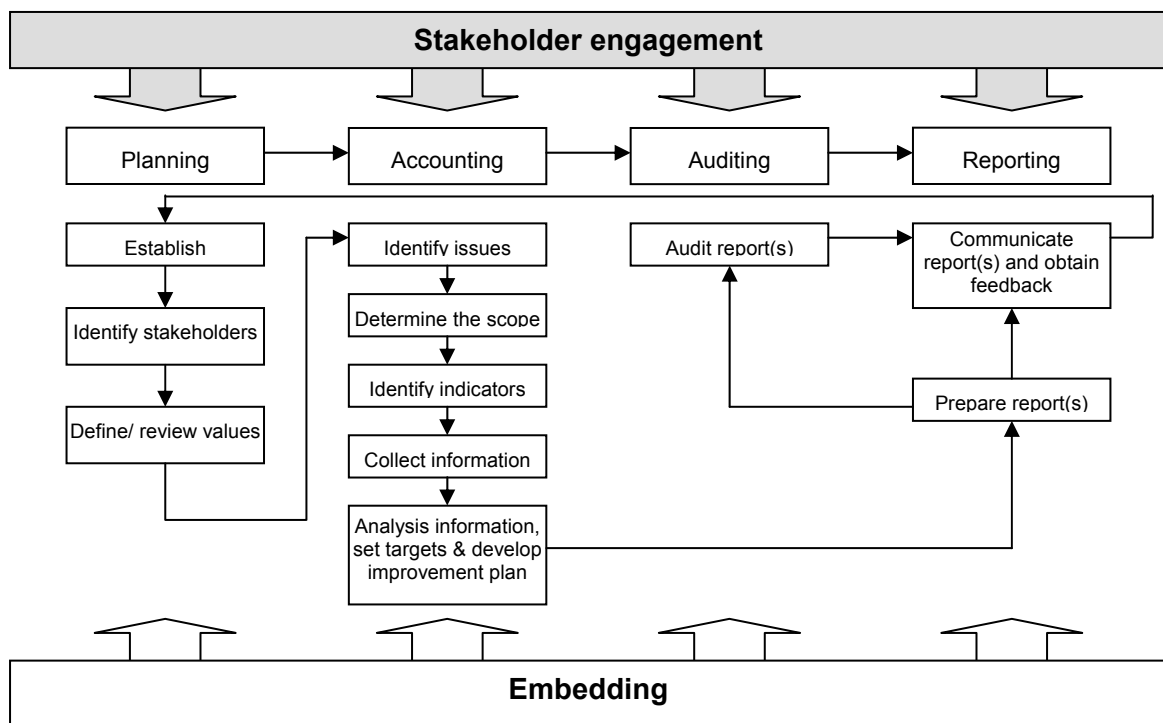 Stakeholder engagement
Planning
Accounting
Auditing
Reporting
Establish
Identify stakeholders
Define/ review values
Identify issues
Determine the scope
Identify indicators
Collect information
Analysis information,
set targets & develop
improvement plan
Audit report(s)
Communicate
report(s) and obtain
feedback
Prepare report(s)
Embedding